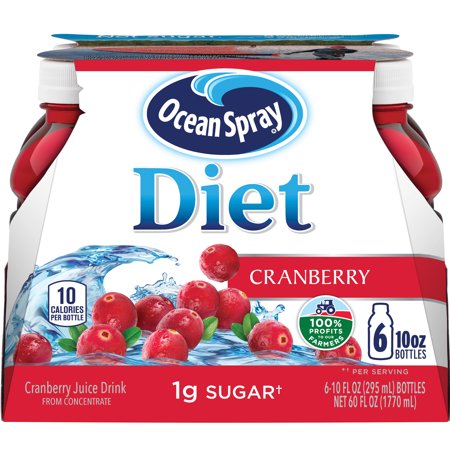 Ocean Spray
Diet
CRANBERRY
10
CALORIES
PER BOTTLE
100%
PROFITS
TO OUR
FARMERS
6 10oz
BOTTLES
*† PER SERVING
Cranberry Juice Drink
FROM CONCENTRATE
1g SUGAR†
6-10 FL OZ (295 mL) BOTTLES
NET 60 FL OZ (1770 mL)